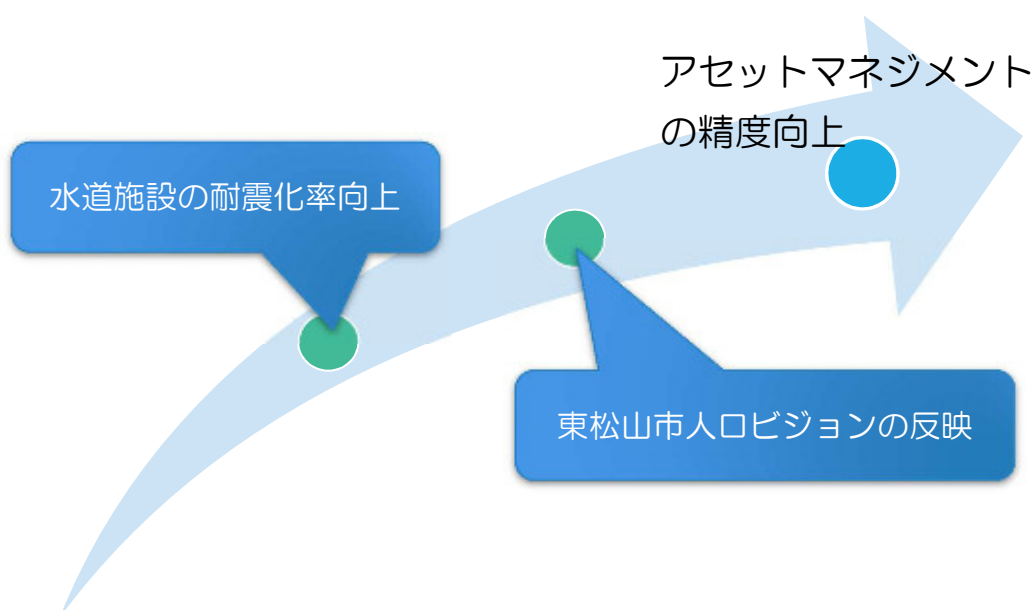 アセットマネジメント
の精度向上
水道施設の耐震化率向上
東松山市人口ビジョンの反映